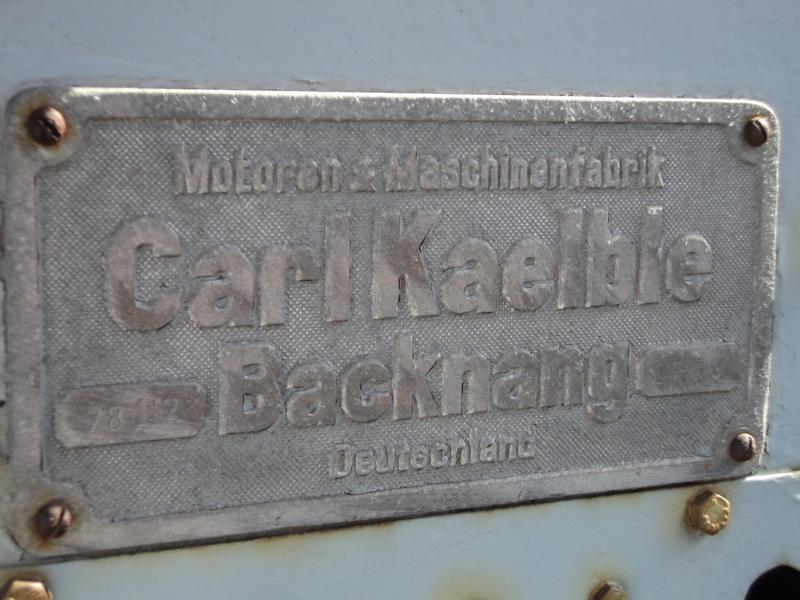 Motoren & Maschinenfabrik
Carl Kaelble
Backnang
Deutschland